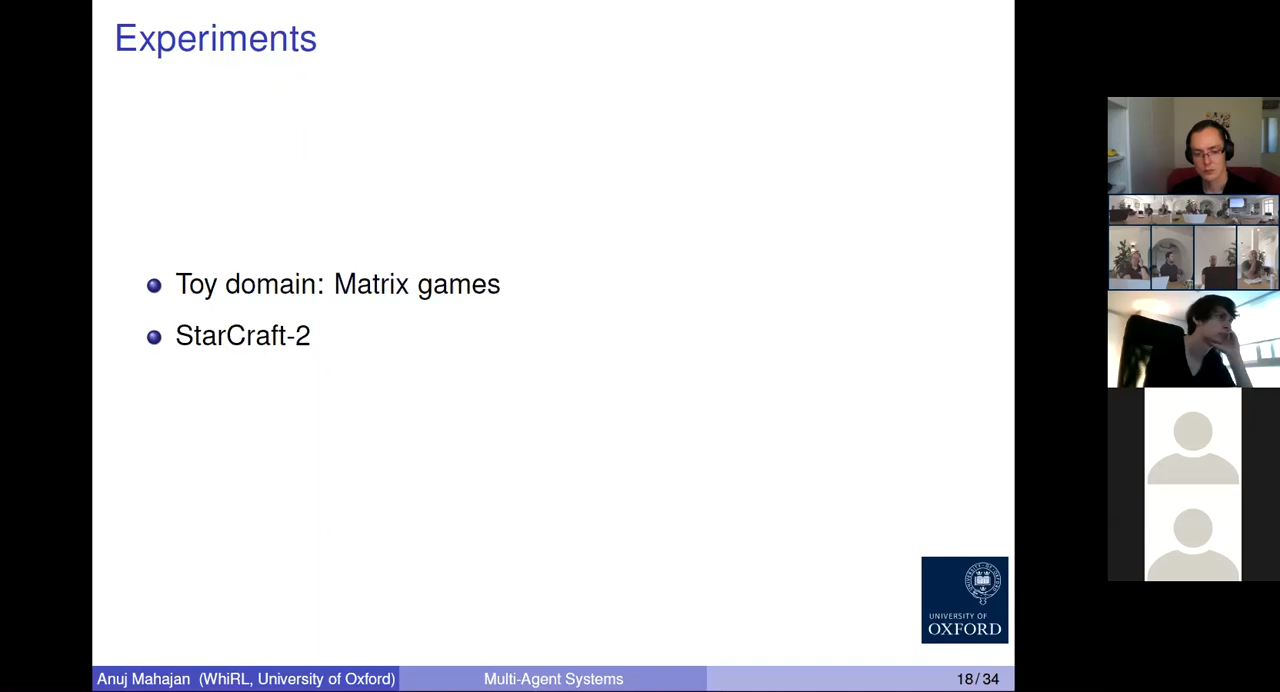 Experiments
Toy domain: Matrix games
StarCraft-2
UNIVERSITY OF
OXFORD
Anuj Mahajan (WhiRL, University of Oxford)
Multi-Agent Systems
18/34